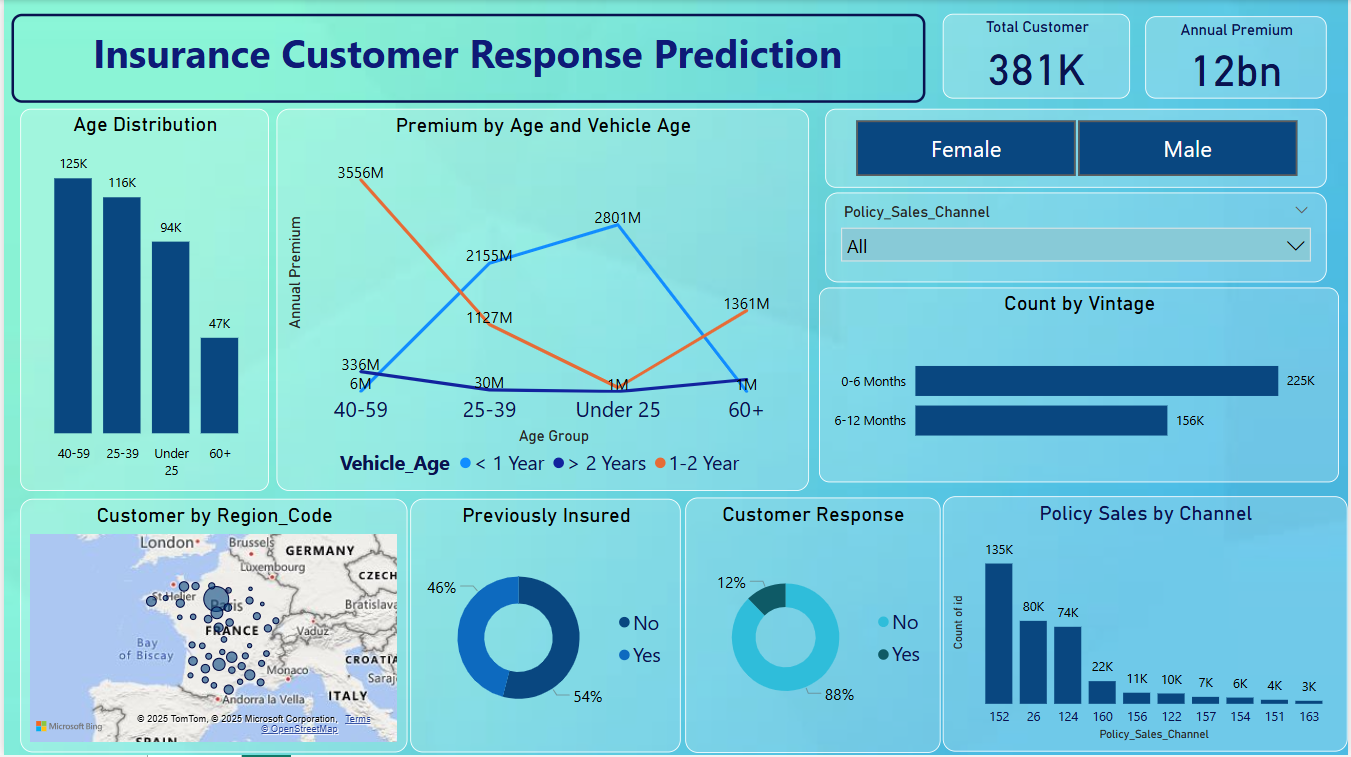 Insurance Customer Response Prediction
Total Customer
381K
Annual Premium
12bn
Age Distribution
125K
116K
94K
47K
40-59
25-39
Under
25
60+
Premium by Age and Vehicle Age
Annual Premium
3556M
2801M
2155M
1361M
1127M
336M
6M
30M
1M
1M
40-59
25-39
Under 25
60+
Age Group
Vehicle_Age
< 1 Year
> 2 Years
1-2 Year
Female
Male
Policy_Sales_Channel
All
Count by Vintage
0-6 Months
225K
6-12 Months
156K
Customer by Region_Code
London
Brussels
GERMANY
Luxembourg
CZECH
St Helier
Paris
Bratislava
FRANCE
Vaduz
Bay
of Biscay
CROATIA
Monaco
Saraj
ITALY
Andorra la Vella
© 2025 TomTom, © 2025 Microsoft Corporation, Terms
Microsoft Bing
© OpenStreetMap
SPAIN
Previously Insured
46%
54%
No
Yes
Customer Response
12%
88%
No
Yes
Policy Sales by Channel
Count of id
135K
80K
74K
22K
11K
10K
7K
6K
4K
3K
152
26
124
160
156
122
157
154
151
163
Policy_Sales_Channel